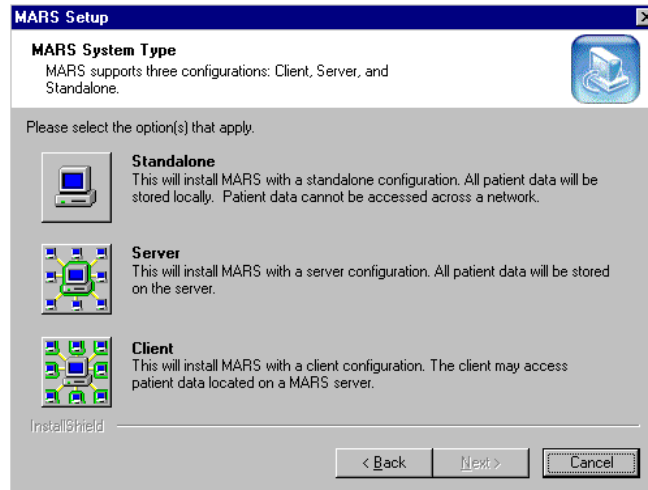 MARS Setup
MARS System Type
MARS supports three configurations: Client, Server, and
Standalone.
Please select the option(s) that apply.
Standalone
This will install MARS with a standalone configuration. All patient data will be
stored locally.  Patient data cannot be accessed across a network.
Server
This will install MARS with a server configuration. All patient data will be stored
on the server.
Client
This will install MARS with a client configuration. The client may access
patient data located on a MARS server.
InstallShield
< Back
Next >
Cancel